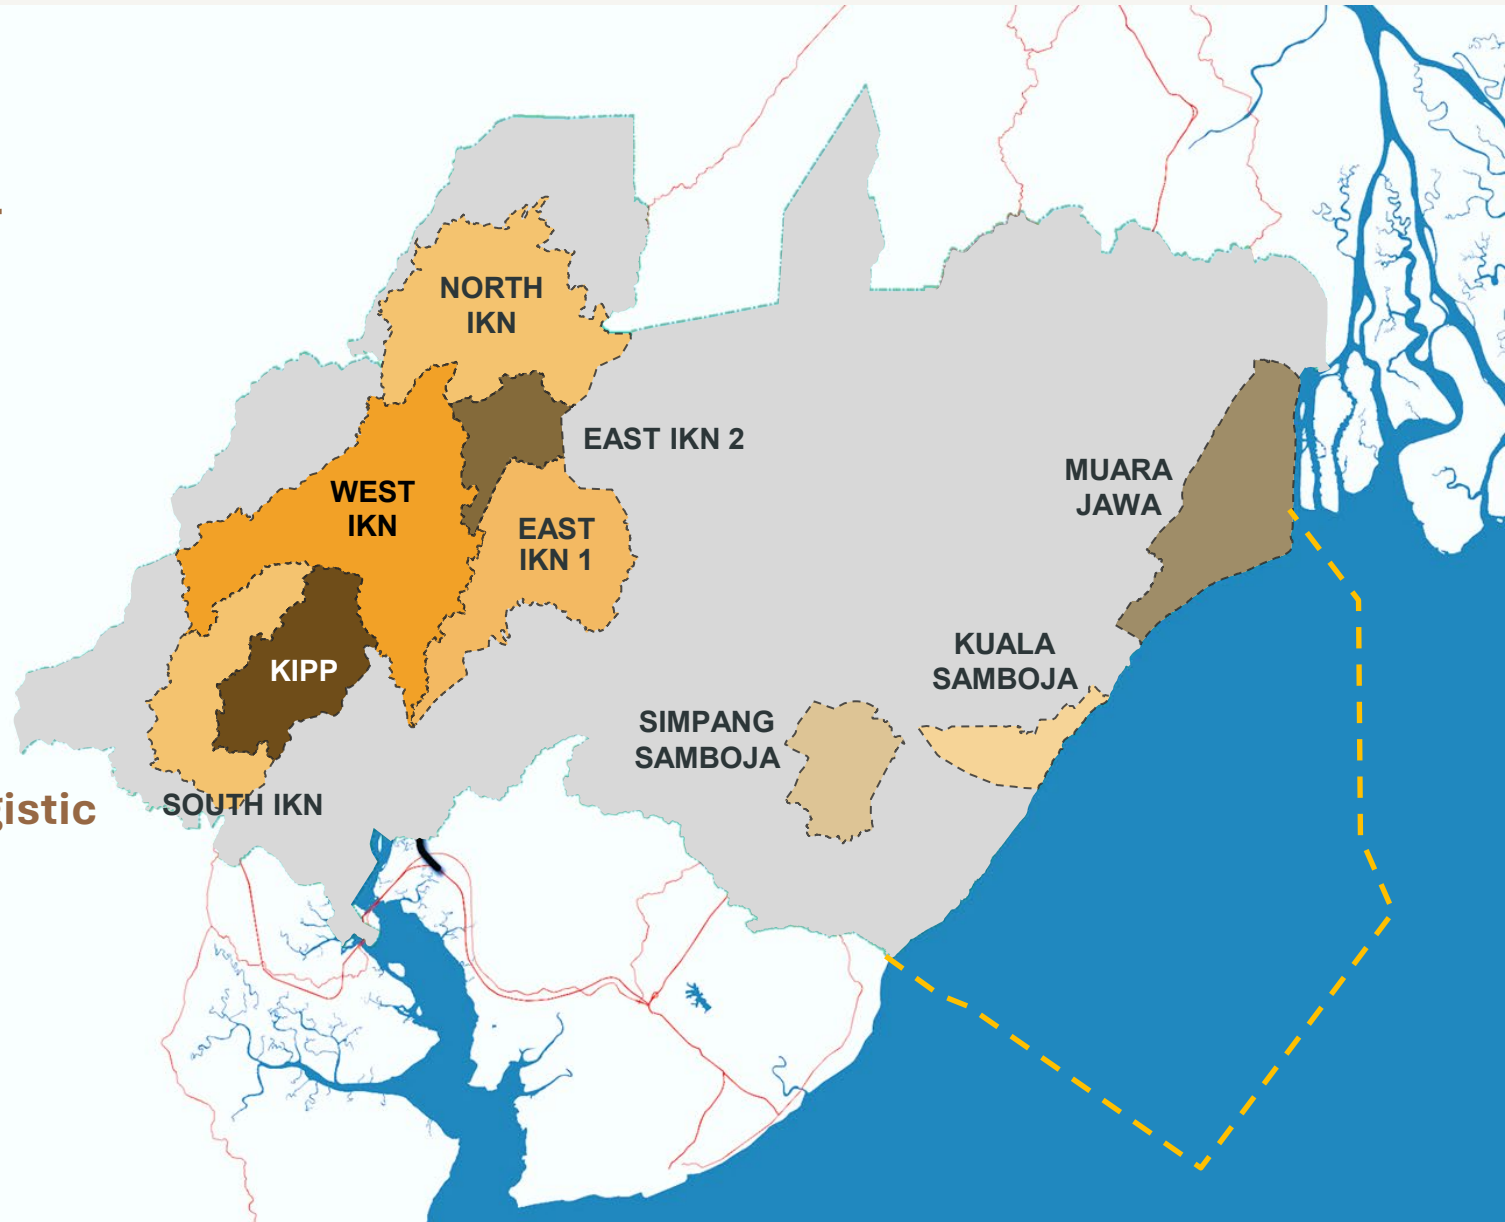 NORTH
IKN
EAST IKN 2
WEST
IKN
EAST
IKN 1
MUARA
JAWA
KIPP
KUALA
SAMBOJA
SIMPANG
SAMBOJA
SOUTH IKN
istic